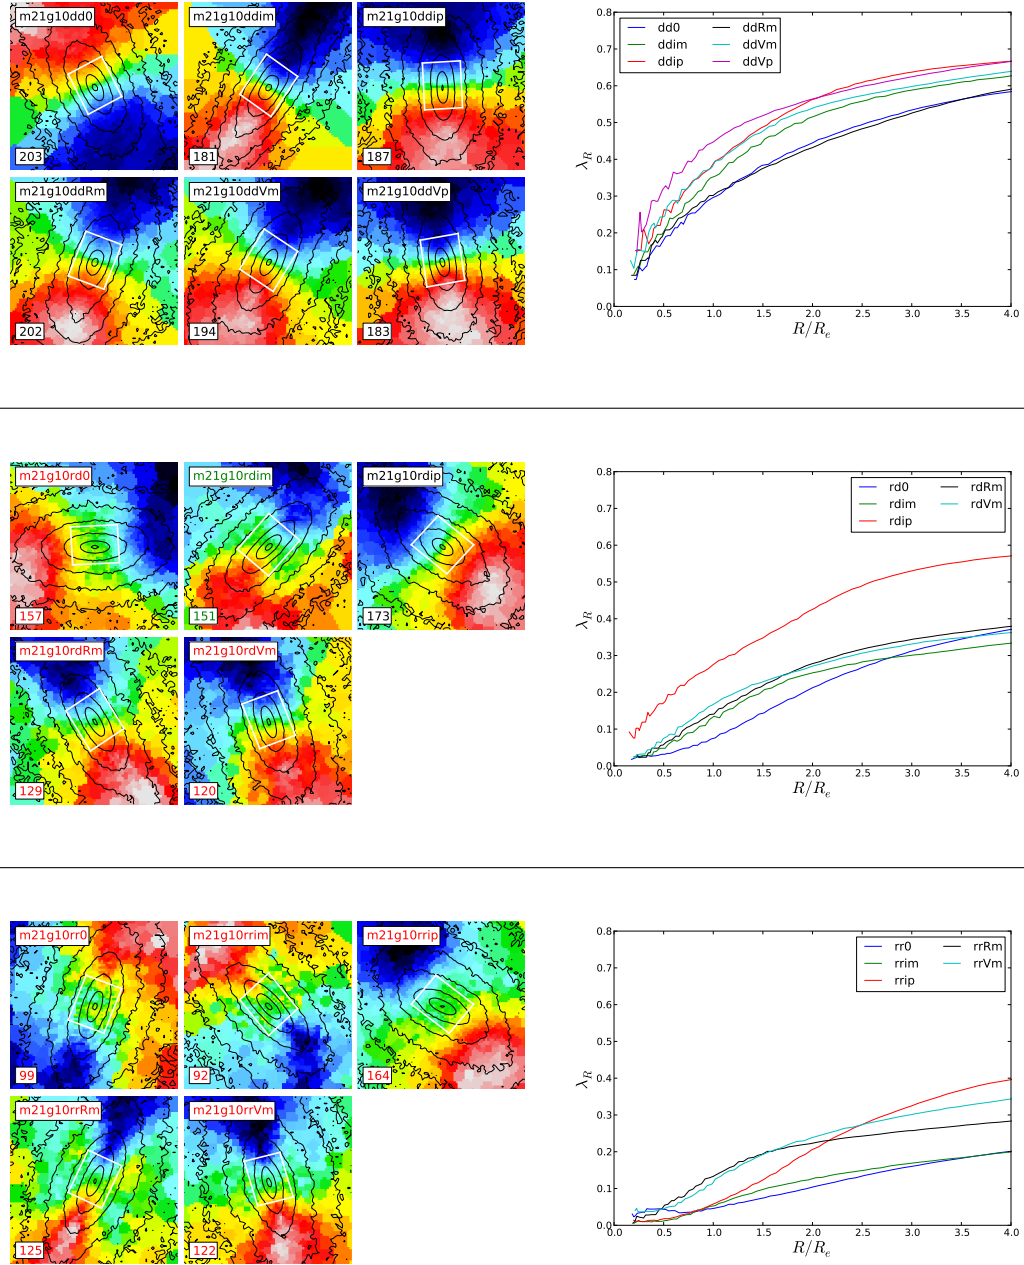 m21g10dd0 m21g10ddim m21g10ddip
203 181 187
m21g10ddRm m21g10ddVm m21g10ddVp
202 194 183
dd0 ddRm
ddim ddVm
ddip ddVp
0.8
0.7
0.6
0.5
0.4
0.3
0.2
0.1
0.0
λ_R
0.0 0.5 1.0 1.5 2.0 2.5 3.0 3.5 4.0
R/R_e
m21g10rd0 m21g10rdim m21g10rdip
157 151 173
m21g10rdRm m21g10rdVm
129 120
rd0 rdRm
rdim rdVm
rdip
0.8
0.7
0.6
0.5
0.4
0.3
0.2
0.1
0.0
λ_R
0.0 0.5 1.0 1.5 2.0 2.5 3.0 3.5 4.0
R/R_e
m21g10rr0 m21g10rrim m21g10rrip
99 92 164
m21g10rrRm m21g10rrVm
125 122
rr0 rrRm
rrim rrVm
rrip
0.8
0.7
0.6
0.5
0.4
0.3
0.2
0.1
0.0
λ_R
0.0 0.5 1.0 1.5 2.0 2.5 3.0 3.5 4.0
R/R_e